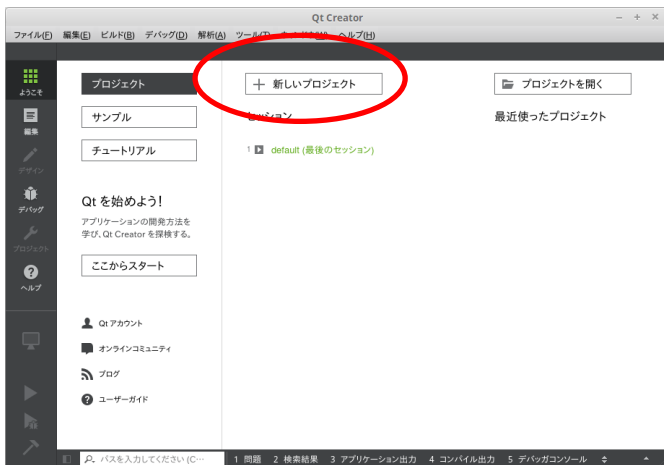 Qt Creator
ファイル(F) 編集(E) ビルド(B) デバッグ(D) 解析(A) ツール(T) ヘルプ(H)
ようこそ
編集
デザイン
デバッグ
プロジェクト
ヘルプ
プロジェクト
サンプル
チュートリアル
Qt を始めよう!
アプリケーションの開発方法を
学び、Qt Creator を探検する。
ここからスタート
Qt アカウント
オンラインコミュニティ
ブログ
ユーザーガイド
新しいプロジェクト
セッション
1 default (最後のセッション)
プロジェクトを開く
最近使ったプロジェクト
パスを入力してください (C…
1 問題 2 検索結果 3 アプリケーション出力 4 コンパイル出力 5 デバッガコンソール